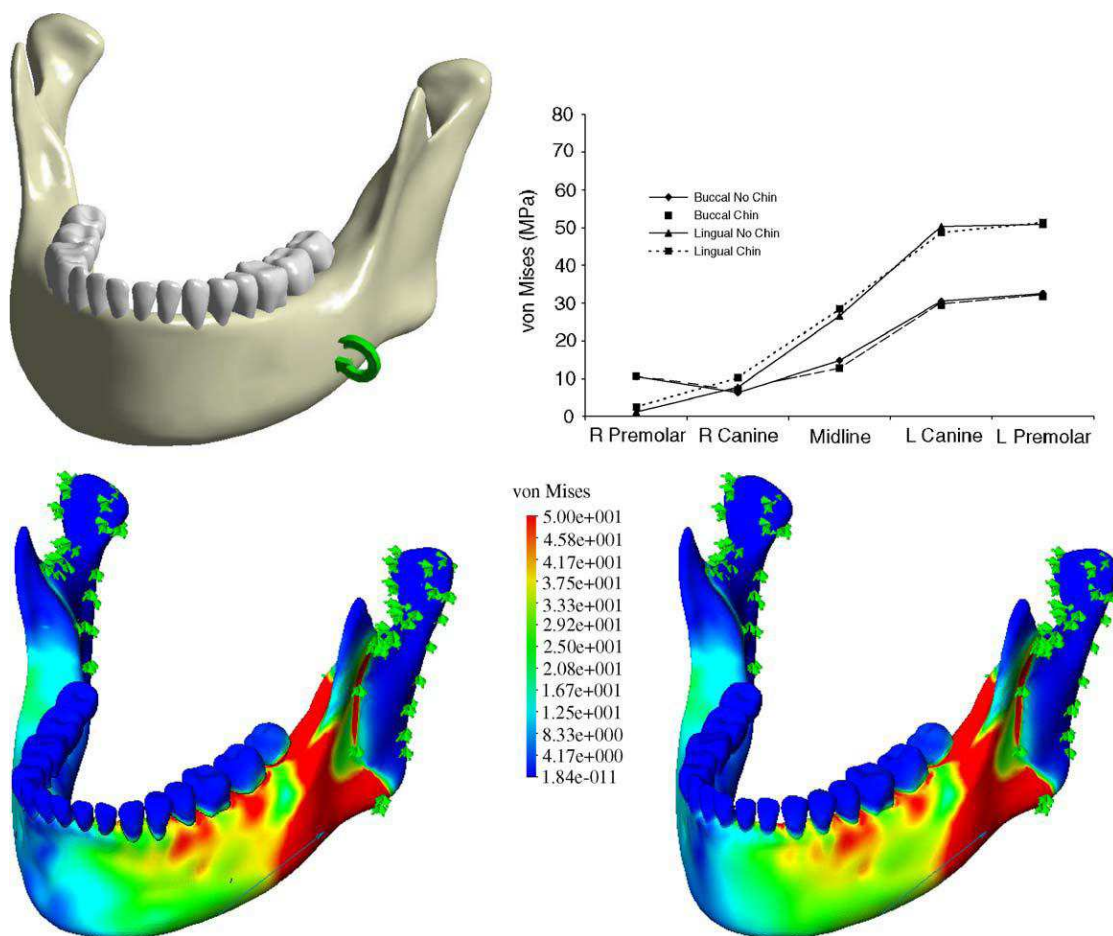 80
70
60
50
40
30
20
10
0
von Mises (MPa)
Buccal No Chin
Buccal Chin
Lingual No Chin
Lingual Chin
R Premolar R Canine Midline L Canine L Premolar
von Mises
5.00e+001
4.58e+001
4.17e+001
3.75e+001
3.33e+001
2.92e+001
2.50e+001
2.08e+001
1.67e+001
1.25e+001
8.33e+000
4.17e+000
1.84e-011